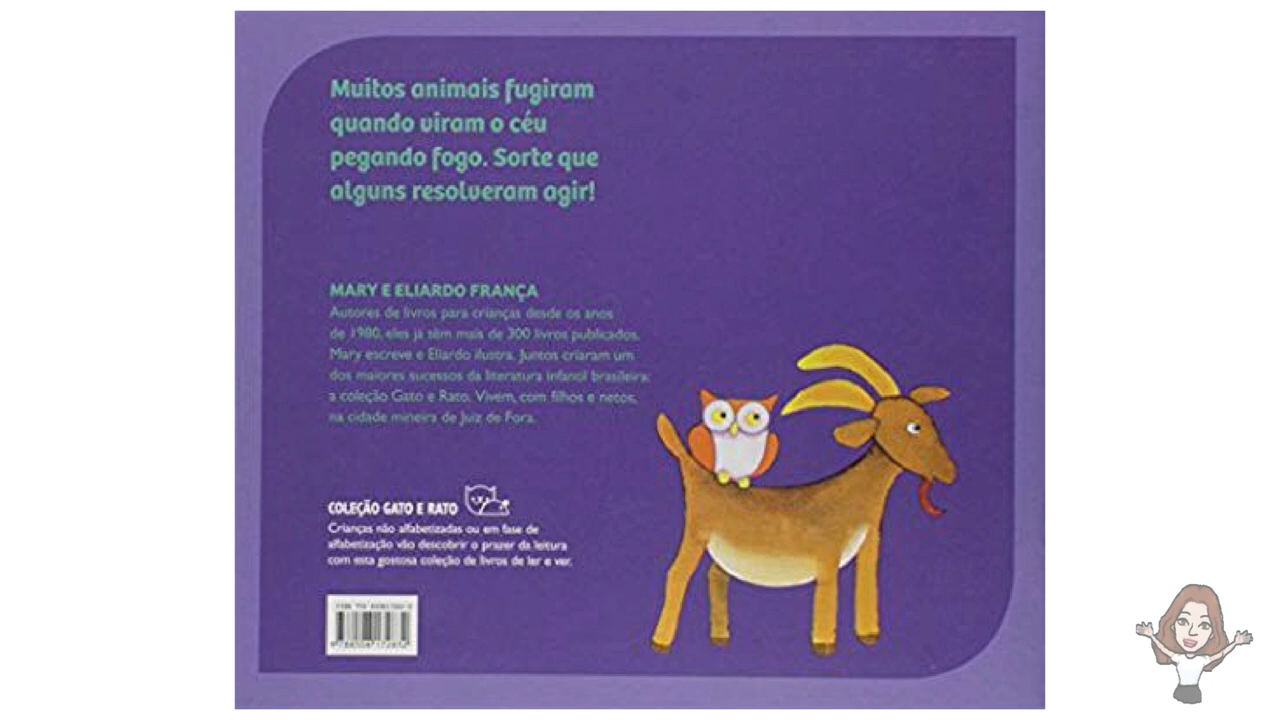 Muitos animais fugiram
quando viram o céu
pegando fogo. Sorte que
alguns resolveram agir!
MARY E ELIARDO FRANÇA
Autores de livros para crianças desde os anos
de 1980, eles já têm mais de 300 livros publicados.
Mary escreve e Eliardo ilustra. Juntos criaram um
dos maiores sucessos da literatura infantil brasileira:
a coleção Gato e Rato. Vivem, com filhos e netos,
na cidade mineira de Juiz de Fora.
COLEÇÃO GATO E RATO
Crianças não alfabetizadas ou em fase de
alfabetização vão descobrir o prazer da leitura
com esta gostosa coleção de livros de ler e ver.